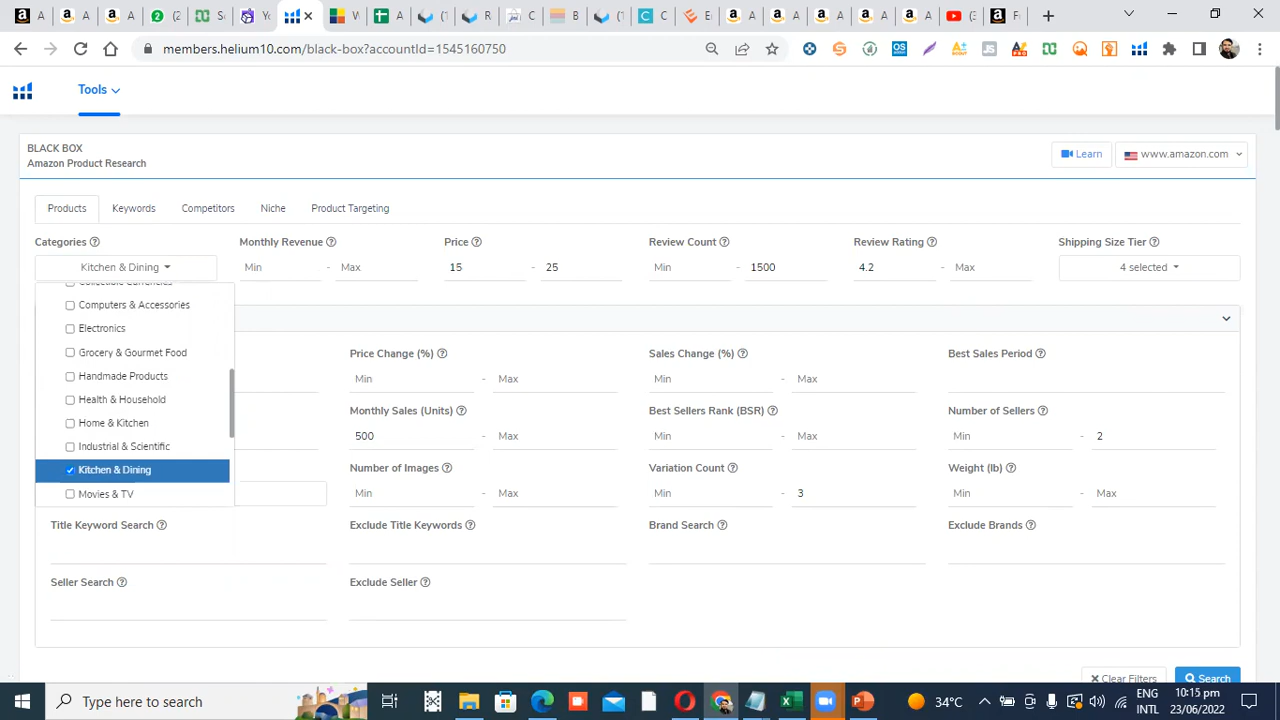 (2
S
Y
V
A
(
R
C
B
(
C
E
A
A
A
A
A
(3
F
members.helium10.com/black-box?accountId=1545160750
Tools
BLACK BOX
Amazon Product Research
Learn
www.amazon.com
Products
Keywords
Competitors
Niche
Product Targeting
Categories
Monthly Revenue
Price
Review Count
Review Rating
Shipping Size Tier
Kitchen & Dining
Min - Max
15 - 25
Min - 1500
4.2 - Max
4 selected
Collectible Currencies
Computers & Accessories
Electronics
Grocery & Gourmet Food
Handmade Products
Health & Household
Home & Kitchen
Industrial & Scientific
Kitchen & Dining
Movies & TV
Price Change (%)
Sales Change (%)
Best Sales Period
Min - Max
Min - Max
Monthly Sales (Units)
Best Sellers Rank (BSR)
Number of Sellers
500 - Max
Min - Max
Min - 2
Number of Images
Variation Count
Weight (lb)
Min - Max
Min - 3
Min - Max
Title Keyword Search
Exclude Title Keywords
Brand Search
Exclude Brands
Seller Search
Exclude Seller
Clear Filters
Search
Type here to search
34°C
ENG
INTL
10:15 pm
23/06/2022